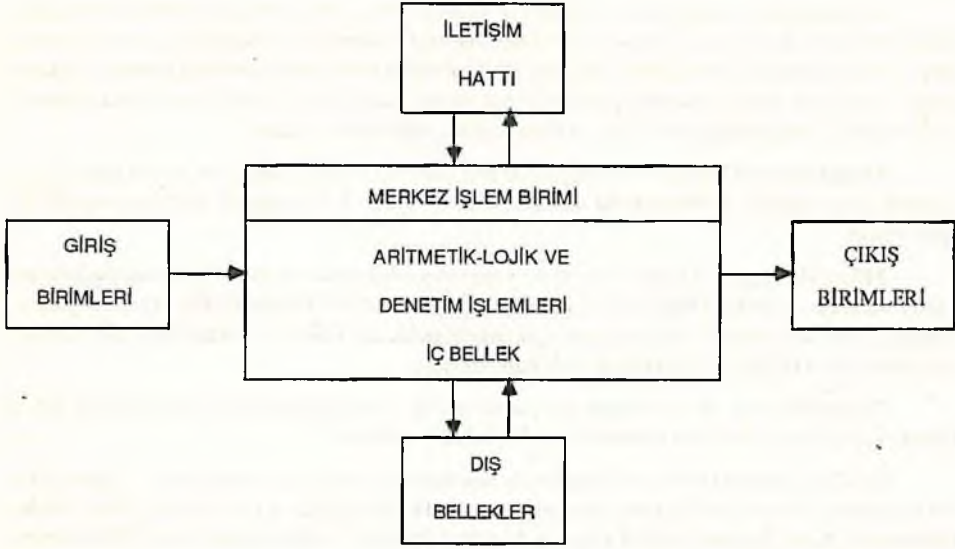 İLETİŞİM
HATTI
MERKEZ İŞLEM BİRİMİ
GİRİŞ
BİRİMLERİ
ARİTMETİK-LOJİK VE
DENETİM İŞLEMLERİ
İÇ BELLEK
ÇIKIŞ
BİRİMLERİ
DIŞ
BELLEKLER